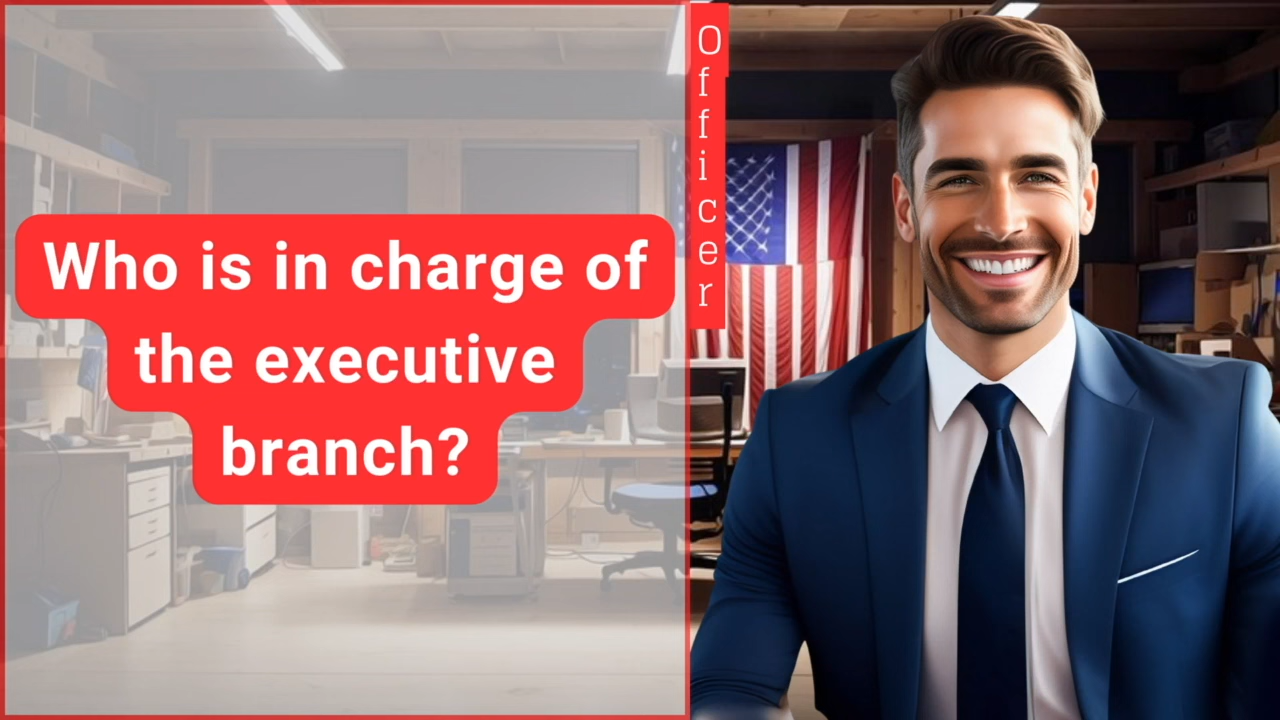 Who is in charge of
the executive
branch?
Officer